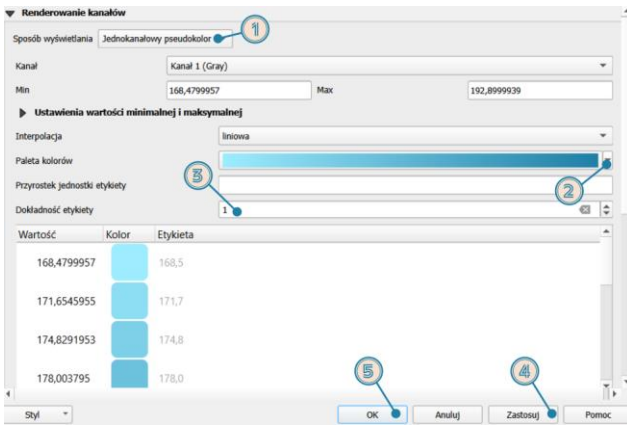 Renderowanie kanałów
Sposób wyświetlania Jednokanałowy pseudokolor 1
Kanał Kanał 1 (Gray)
Min 168,4799957 Max 192,8999939
Ustawienia wartości minimalnej i maksymalnej
Interpolacja liniowa
Paleta kolorów
3 2
Przyrostek jednostki etykiety
Dokładność etykiety 1
Wartość Kolor Etykieta
168,4799957 168,5
171,6545955 171,7
174,8291953 174,8
178,003795 178,0
5 4
Styl OK Anuluj Zastosuj Pomoc